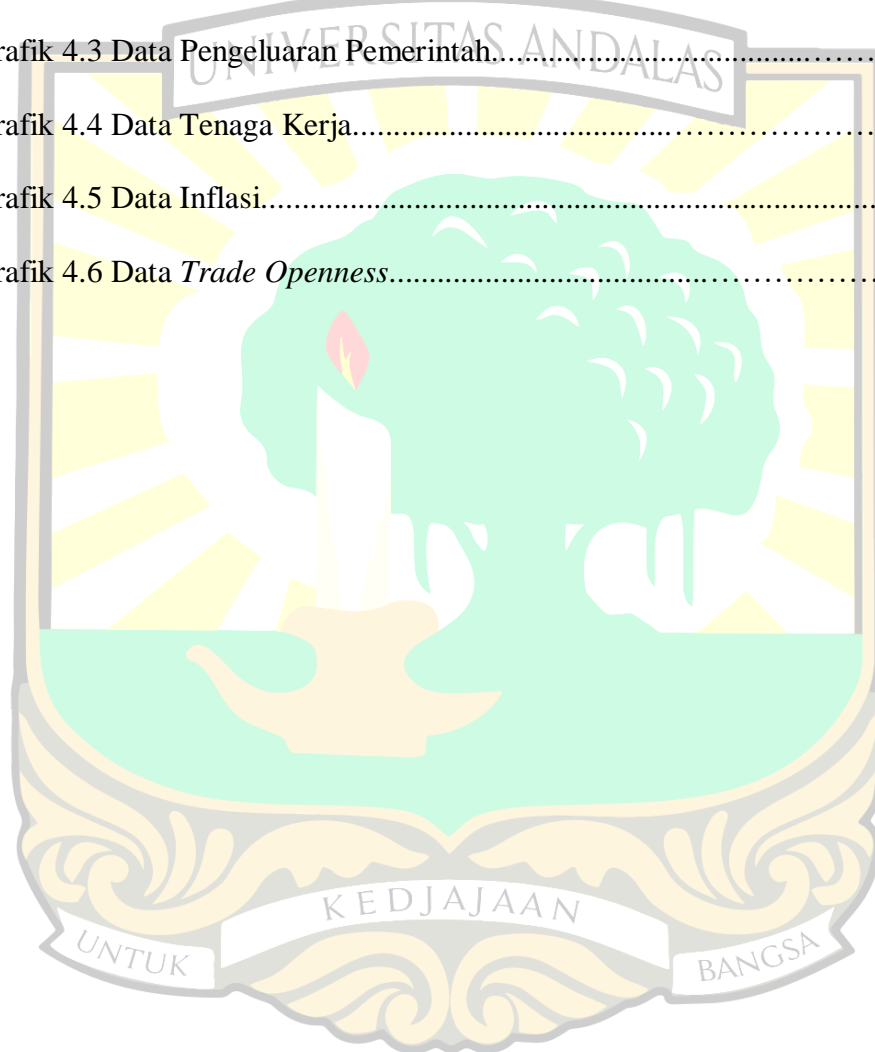 rafik 4.3 Data Pengeluaran Pemerintah.............................................……
UNIVERSITAS ANDALAS
rafik 4.4 Data Tenaga Kerja.............................................…………………
rafik 4.5 Data Inflasi...............................................................................
rafik 4.6 Data Trade Openness.............................................………………
KEDJAJAAN
UNTUK
BANGSA